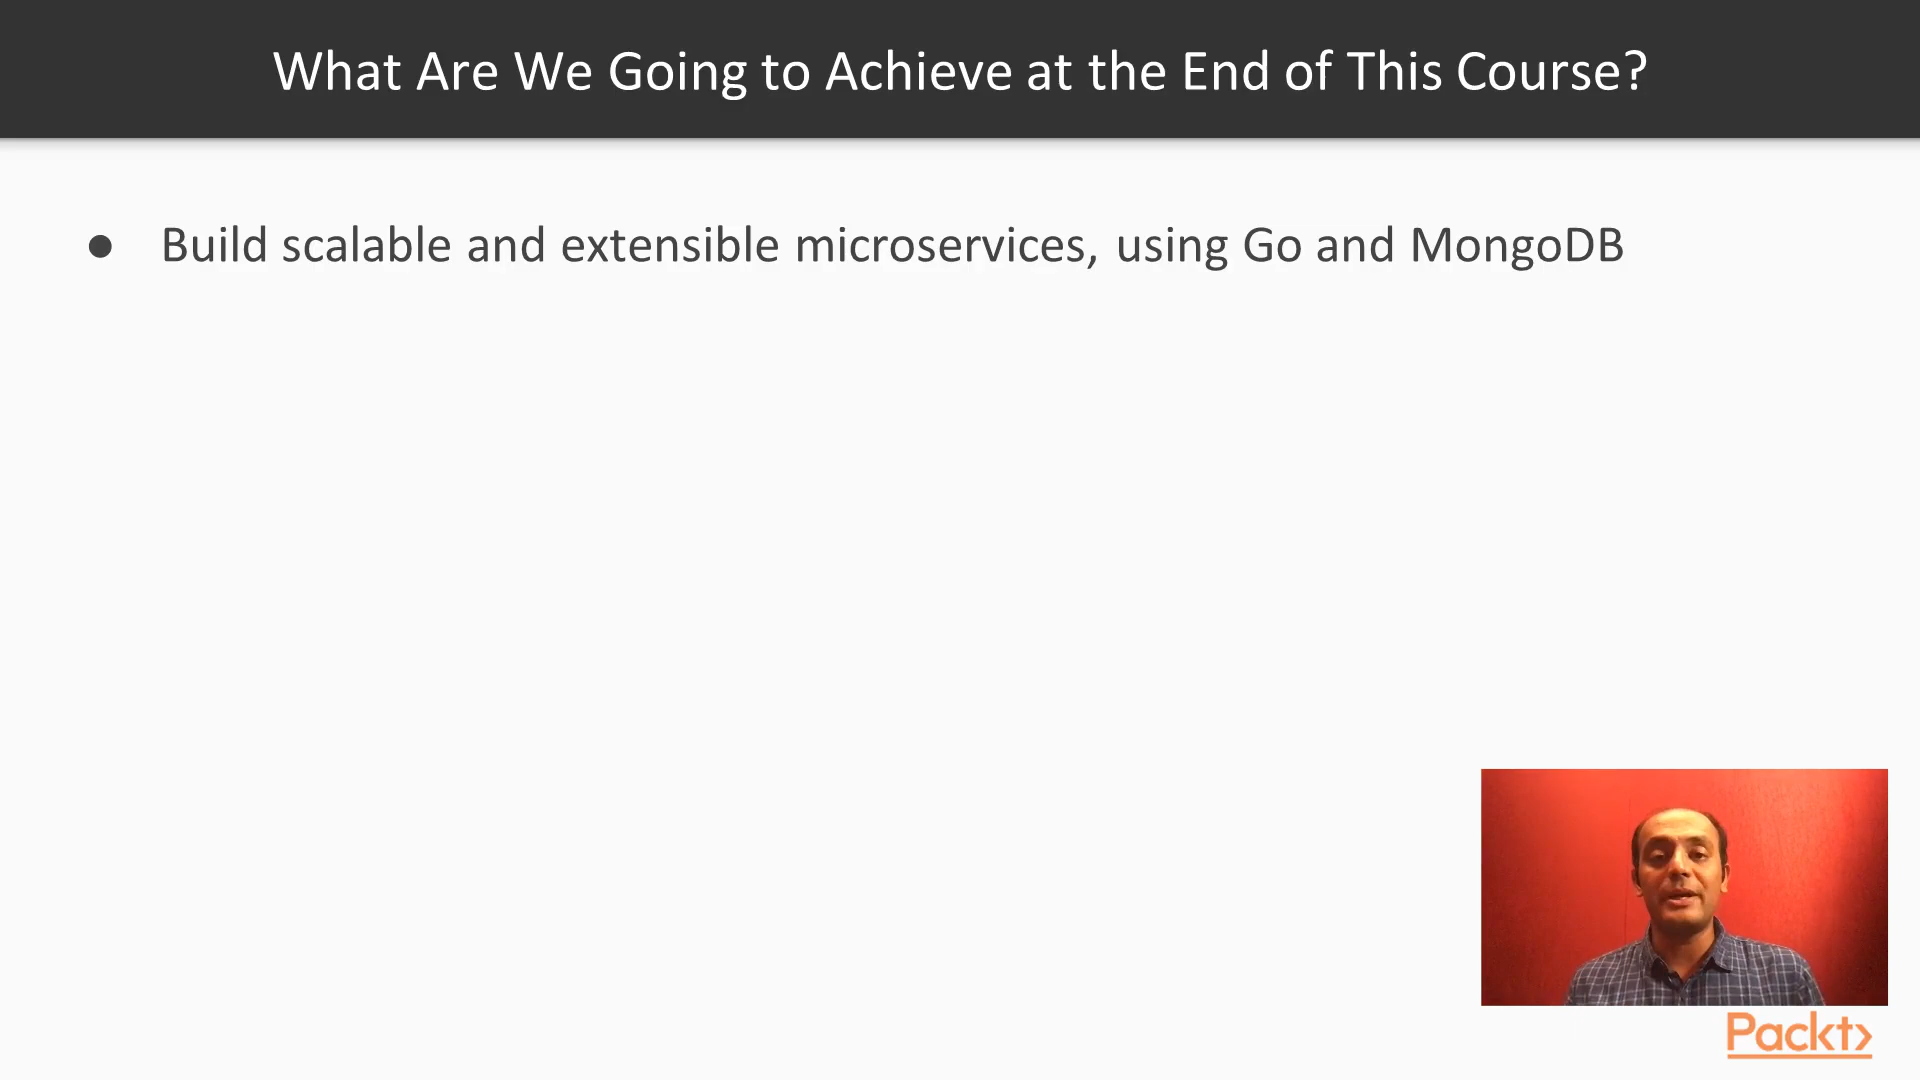 What Are We Going to Achieve at the End of This Course?
● Build scalable and extensible microservices, using Go and MongoDB
Packt>